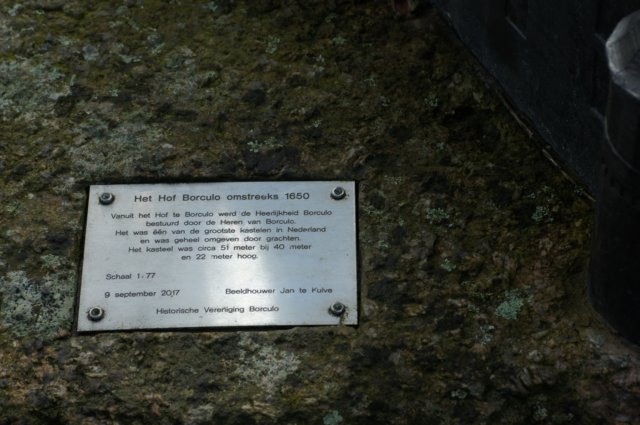 Het Hof Borculo omstreeks 1650
Vanuit het Hof te Borculo werd de Heerlijkheid Borculo
bestuurd door de Heren van Borculo.
Het was één van de grootste kastelen in Nederland
en was geheel omgeven door grachten.
Het kasteel was circa 51 meter bij 40 meter
en 22 meter hoog.
Schaal 1:77
9 september 2017 Beeldhouwer Jan te Kulve
Historische Vereniging Borculo